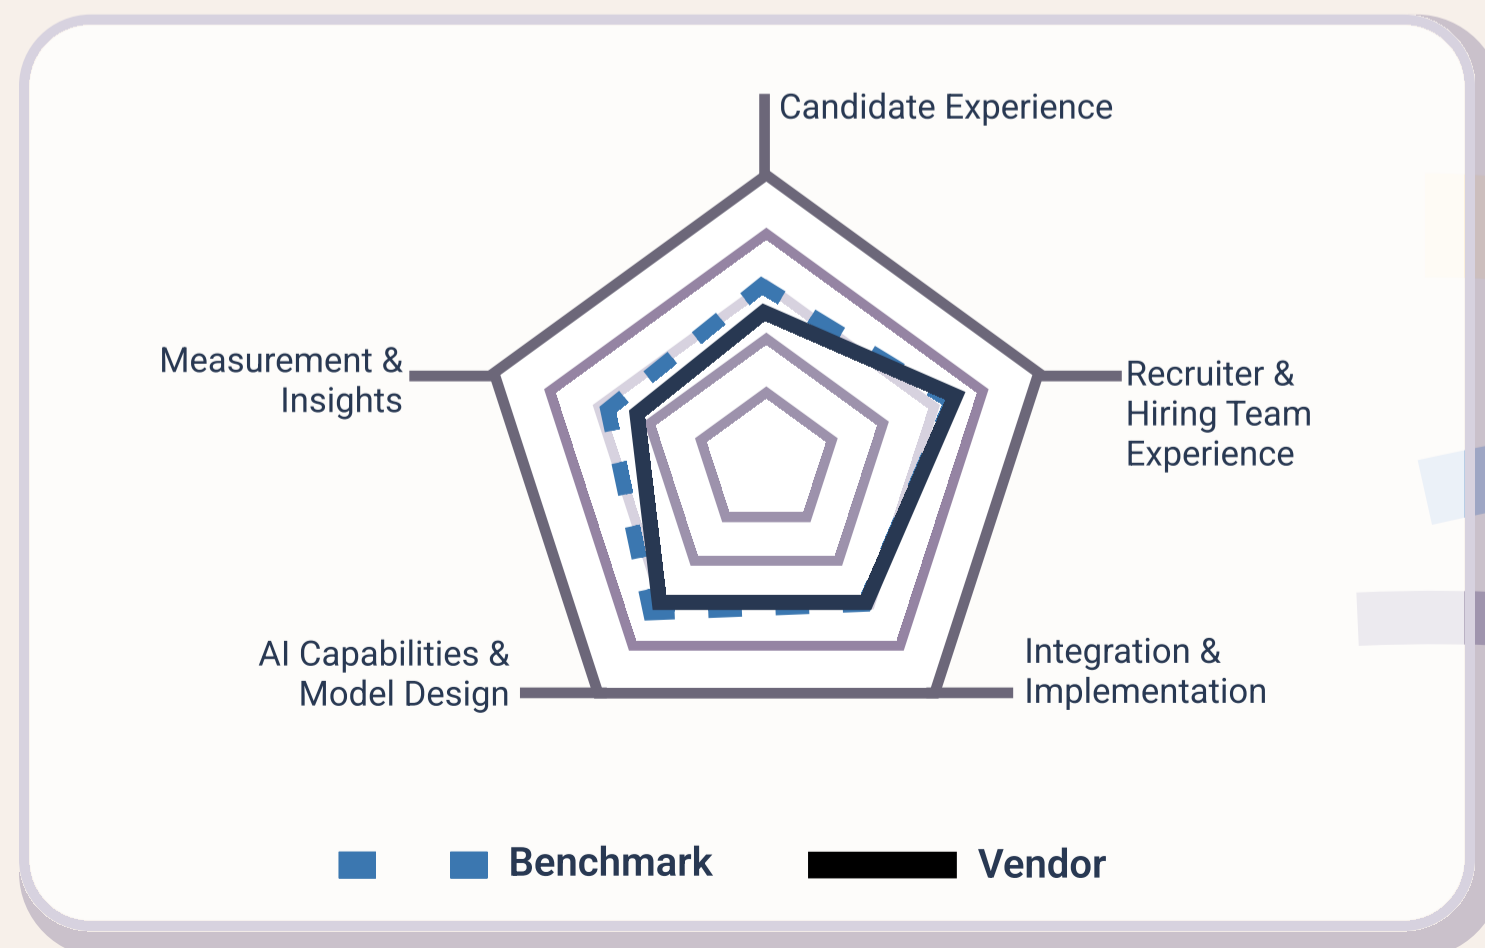 Candidate Experience
Measurement &
Insights
Recruiter &
Hiring Team
Experience
AI Capabilities &
Model Design
Integration &
Implementation
Benchmark
Vendor